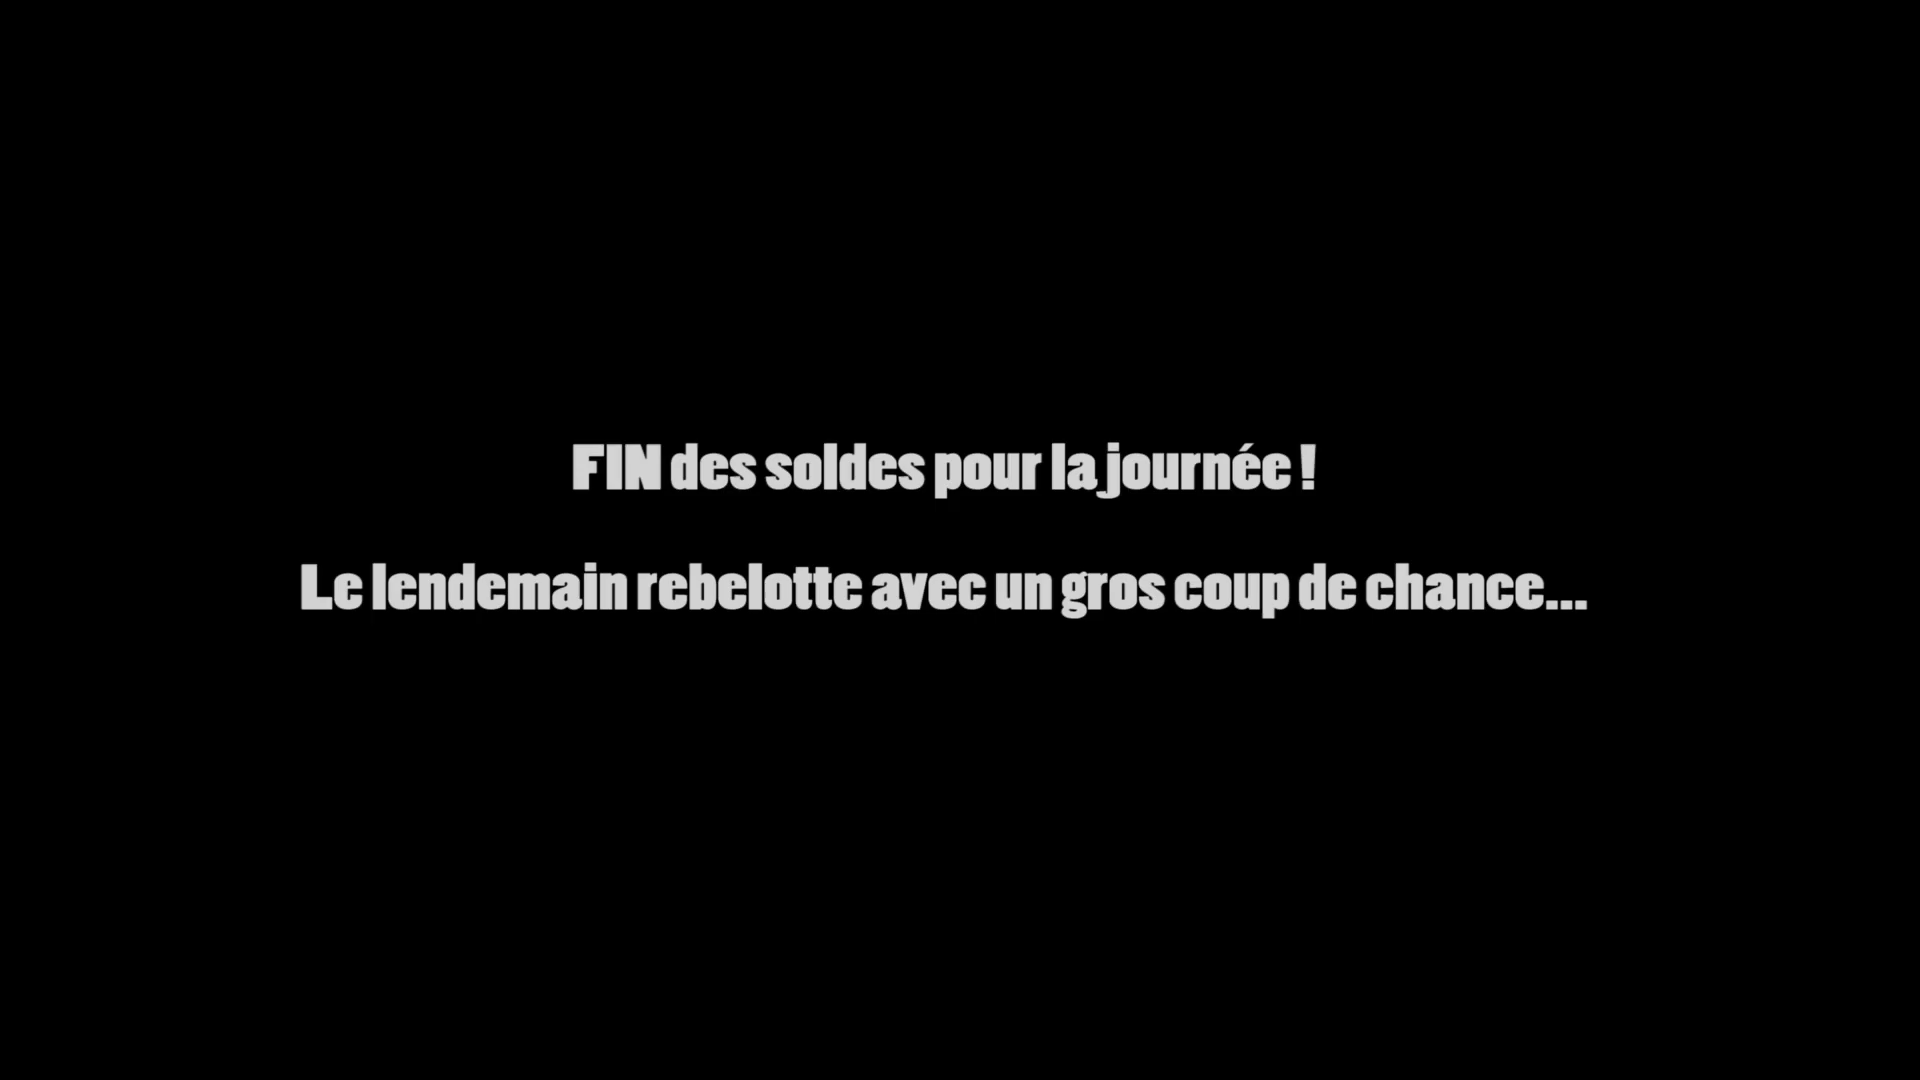 FIN des soldes pour la journée !
Le lendemain rebelotte avec un gros coup de chance...